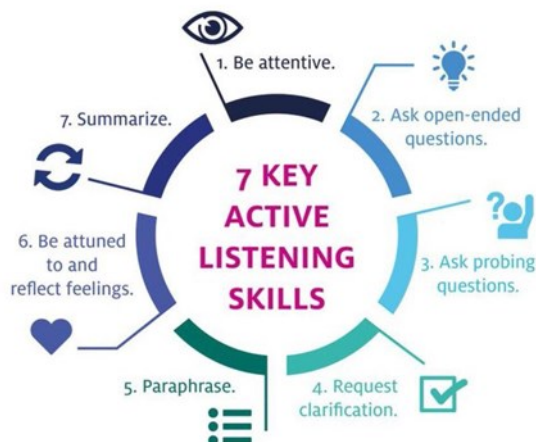 7 KEY
ACTIVE
LISTENING
SKILLS
1. Be attentive.
2. Ask open-ended
questions.
3. Ask probing
questions.
4. Request
clarification.
5. Paraphrase.
6. Be attuned
to and
reflect feelings.
7. Summarize.
?